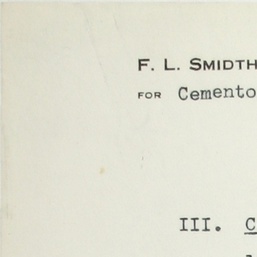 F. L. SMIDTH
FOR Cemento
III. C